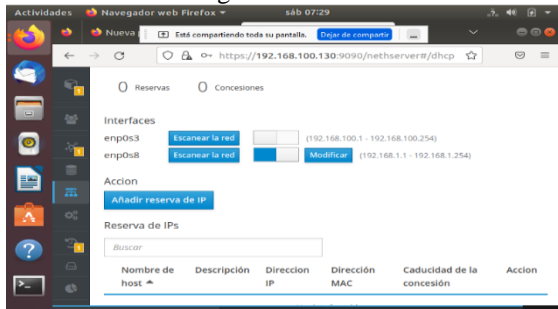 Actividades Navegador web Firefox sáb 07:29
Nueva Está compartiendo toda su pantalla. Dejar de compartir
https://192.168.100.130:9090/nethserver#/dhcp
0 Reservas 0 Concesiones
Interfaces
enp0s3 Escanear la red (192.168.100.1 - 192.168.100.254)
enp0s8 Escanear la red Modificar (192.168.1.1 - 192.168.1.254)
Accion
Añadir reserva de IP
Reserva de IPs
Buscar
Nombre de host Descripción Direccion IP Dirección MAC Caducidad de la concesión Accion